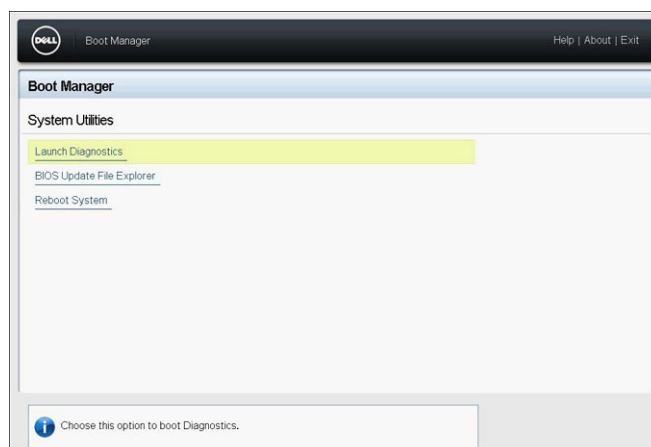 DELL
Boot Manager
Help | About | Exit
Boot Manager
System Utilities
Launch Diagnostics
BIOS Update File Explorer
Reboot System
Choose this option to boot Diagnostics.